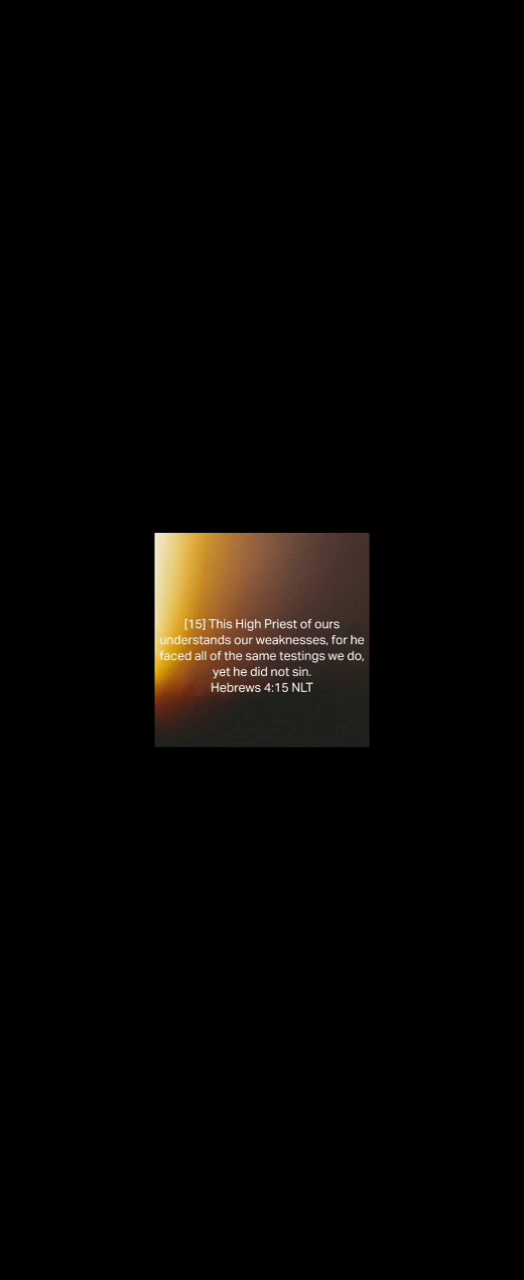 [15] This High Priest of ours
understands our weaknesses, for he
faced all of the same testings we do,
yet he did not sin.
Hebrews 4:15 NLT